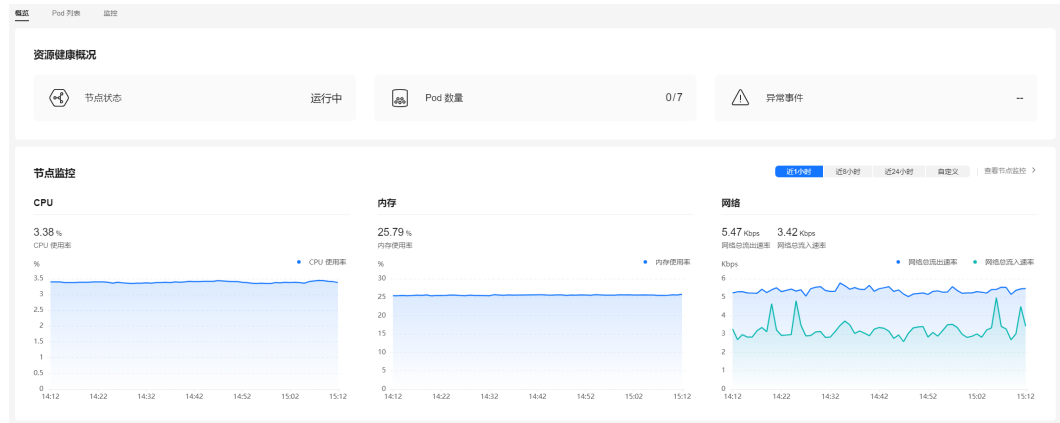 概览 Pod 列表 监控
资源健康概况
节点状态 运行中 Pod 数量 0/7 异常事件 --
节点监控 近1小时 近8小时 近24小时 自定义 查看节点监控
CPU 内存 网络
3.38 % 25.79 % 5.47 Kbps 3.42 Kbps
CPU 使用率 内存使用率 网络总流出速率 网络总流入速率
% CPU 使用率 % 内存使用率 Kbps 网络总流出速率 网络总流入速率
3.5 30 6
3 25 5
2.5 20 4
2 15 3
1.5 10 2
1 5 1
0.5 0 0
0
14:12 14:22 14:32 14:42 14:52 15:02 15:12 14:12 14:22 14:32 14:42 14:52 15:02 15:12 14:12 14:22 14:32 14:42 14:52 15:02 15:12